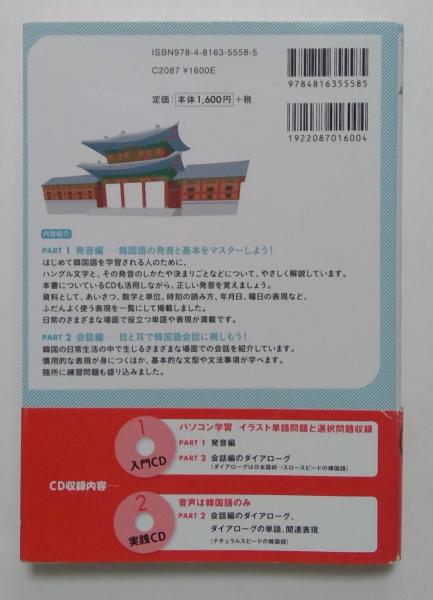 ISBN978-4-8163-5558-5
C2087 ¥1600E
定価：本体1,600円＋税
9784816355585
1922087016004
内容紹介
PART 1 発音編……韓国語の発音と基本をマスターしよう！
はじめて韓国語を学習される人のために、
ハングル文字と、その発音のしかたや決まりごとなどについて、やさしく解説しています。
本書についているCDも活用しながら、正しい発音を覚えましょう。
資料として、あいさつ、数字と単位、時刻の読み方、年月日、曜日の表現など、
ふだんよく使う表現を一覧にして掲載しました。
日常のさまざまな場面で役立つ単語や表現が満載です。
PART 2 会話編……目と耳で韓国語会話に親しもう！
韓国の日常生活の中で生じるさまざまな場面での会話を紹介しています。
慣用的な表現が身につくほか、基本的な文型や文法事項が学べます。
随所に練習問題も盛り込みました。
CD収録内容……
1
入門CD
パソコン学習 イラスト単語問題と選択問題収録
PART 1 発音編
PART 2 会話編のダイアローグ
（ダイアローグは日本語訳→スロースピードの韓国語）
2
実践CD
音声は韓国語のみ
PART 2 会話編のダイアローグ、
ダイアローグの単語、関連表現
（ナチュラルスピードの韓国語）